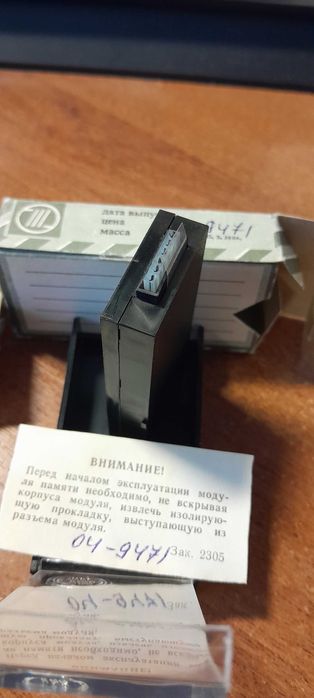 дата выпу
цена
масса
9471
ВНИМАНИЕ!
Перед началом эксплуатации моду-
ля памяти необходимо, не вскрывая
корпуса модуля, извлечь изолирую-
щую прокладку, выступающую из
разъема модуля.
04-9471 Зак. 2305